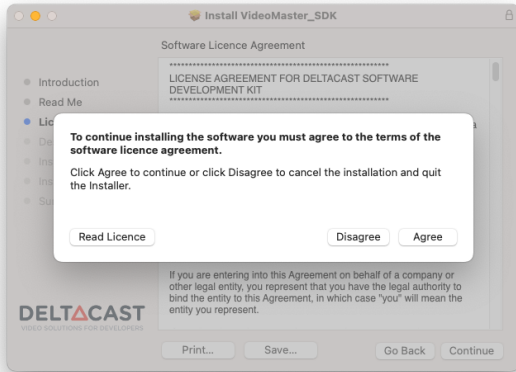 Install VideoMaster_SDK
Software Licence Agreement
************************************************************
LICENSE AGREEMENT FOR DELTACAST SOFTWARE
DEVELOPMENT KIT
************************************************************
Introduction
Read Me
To continue installing the software you must agree to the terms of the
software licence agreement.
Click Agree to continue or click Disagree to cancel the installation and quit
the Installer.
Read Licence
Disagree
Agree
If you are entering into this Agreement on behalf of a company or
other legal entity, you represent that you have the legal authority to
bind the entity to this Agreement, in which case "you" will mean the
entity you represent.
DELTACAST
VIDEO SOLUTIONS FOR DEVELOPERS
Print...
Save...
Go Back
Continue